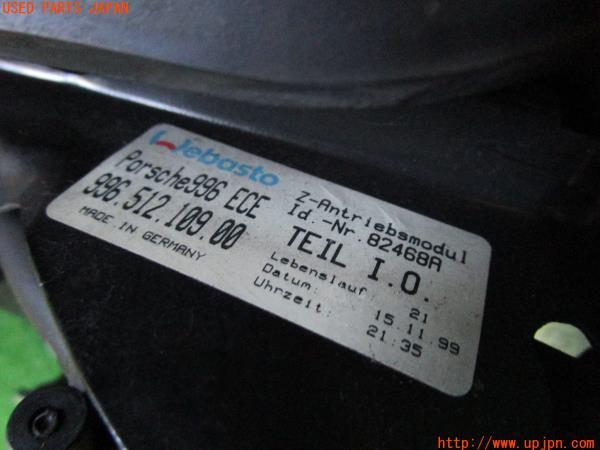 USED PARTS JAPAN
Webasto
Porsche996 ECE
996.512.109.00
MADE IN GERMANY
Z-Antriebsmodul
Id.-Nr.82468A
TEIL I.O.
Lebenslauf: 21
Datum: 15.11.99
Uhrzeit: 21:35
http://www.upjpn.com/